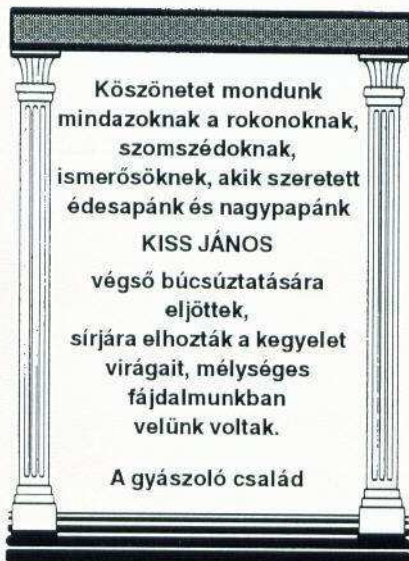 Köszönetet mondunk
mindazoknak a rokonoknak,
szomszédoknak,
ismerősöknek, akik szeretett
édesapánk és nagypapánk
KISS JÁNOS
végső búcsúztatására
eljöttek,
sírjára elhozták a kegyelet
virágait, mélységes
fájdalmunkban
velünk voltak.
A gyászoló család